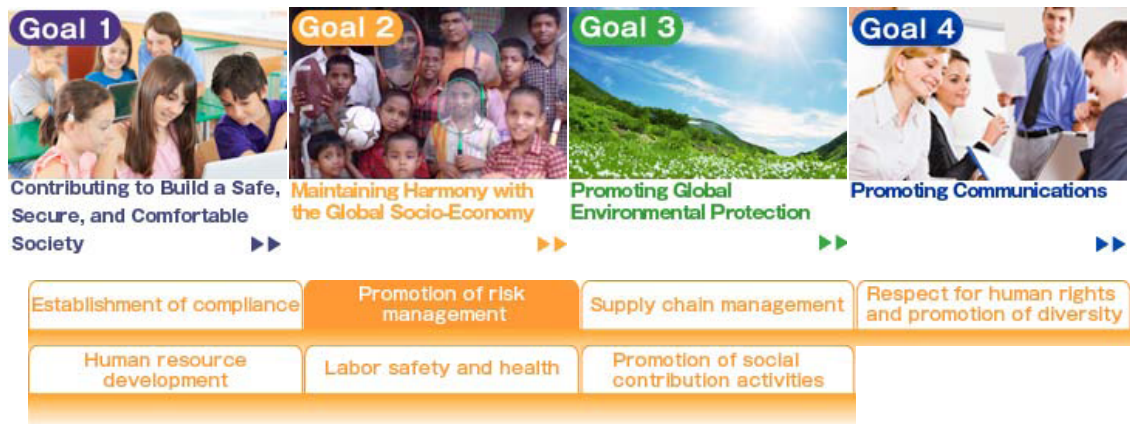 Goal 1
Goal 2
Goal 3
Goal 4
Contributing to Build a Safe,
Secure, and Comfortable
Society
Maintaining Harmony with
the Global Socio-Economy
Promoting Global
Environmental Protection
Promoting Communications
Establishment of compliance
Promotion of risk
management
Supply chain management
Respect for human rights
and promotion of diversity
Human resource
development
Labor safety and health
Promotion of social
contribution activities